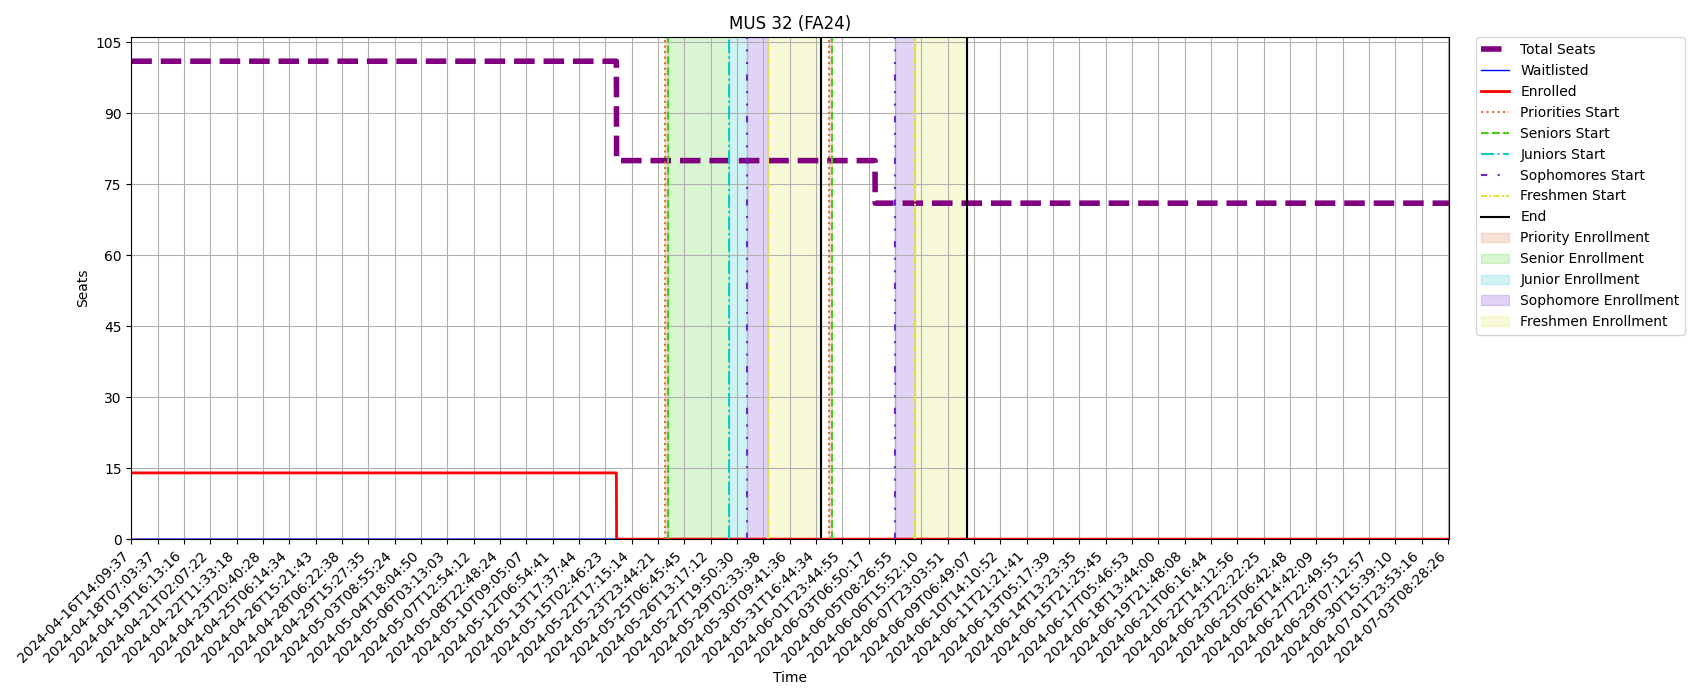 MUS 32 (FA24)
105
90
75
60
45
30
15
0
Seats
2024-04-16T14:09:37
2024-04-18T07:03:37
2024-04-19T16:13:16
2024-04-21T02:07:22
2024-04-22T11:33:18
2024-04-23T20:40:28
2024-04-25T06:14:34
2024-04-26T15:21:43
2024-04-28T06:22:38
2024-04-29T15:27:35
2024-05-03T08:55:24
2024-05-04T18:04:50
2024-05-06T03:13:03
2024-05-07T12:54:12
2024-05-08T22:48:24
2024-05-10T09:05:07
2024-05-12T06:54:41
2024-05-13T17:37:44
2024-05-15T02:46:23
2024-05-22T17:15:14
2024-05-23T23:44:21
2024-05-25T06:45:45
2024-05-26T13:17:12
2024-05-27T19:50:30
2024-05-29T02:33:38
2024-05-30T09:41:36
2024-05-31T16:44:34
2024-06-01T23:44:55
2024-06-03T06:50:17
2024-06-05T08:26:55
2024-06-06T15:52:10
2024-06-07T23:03:51
2024-06-09T06:49:07
2024-06-10T14:10:52
2024-06-11T21:21:41
2024-06-13T05:17:39
2024-06-14T13:23:35
2024-06-15T21:25:45
2024-06-17T05:46:53
2024-06-18T13:44:00
2024-06-19T21:48:08
2024-06-21T06:16:44
2024-06-22T14:12:56
2024-06-23T22:22:25
2024-06-25T06:42:48
2024-06-26T14:42:09
2024-06-27T22:49:55
2024-06-29T07:12:57
2024-06-30T15:39:10
2024-07-01T23:53:16
2024-07-03T08:28:26
Time
Total Seats
Waitlisted
Enrolled
Priorities Start
Seniors Start
Juniors Start
Sophomores Start
Freshmen Start
End
Priority Enrollment
Senior Enrollment
Junior Enrollment
Sophomore Enrollment
Freshmen Enrollment